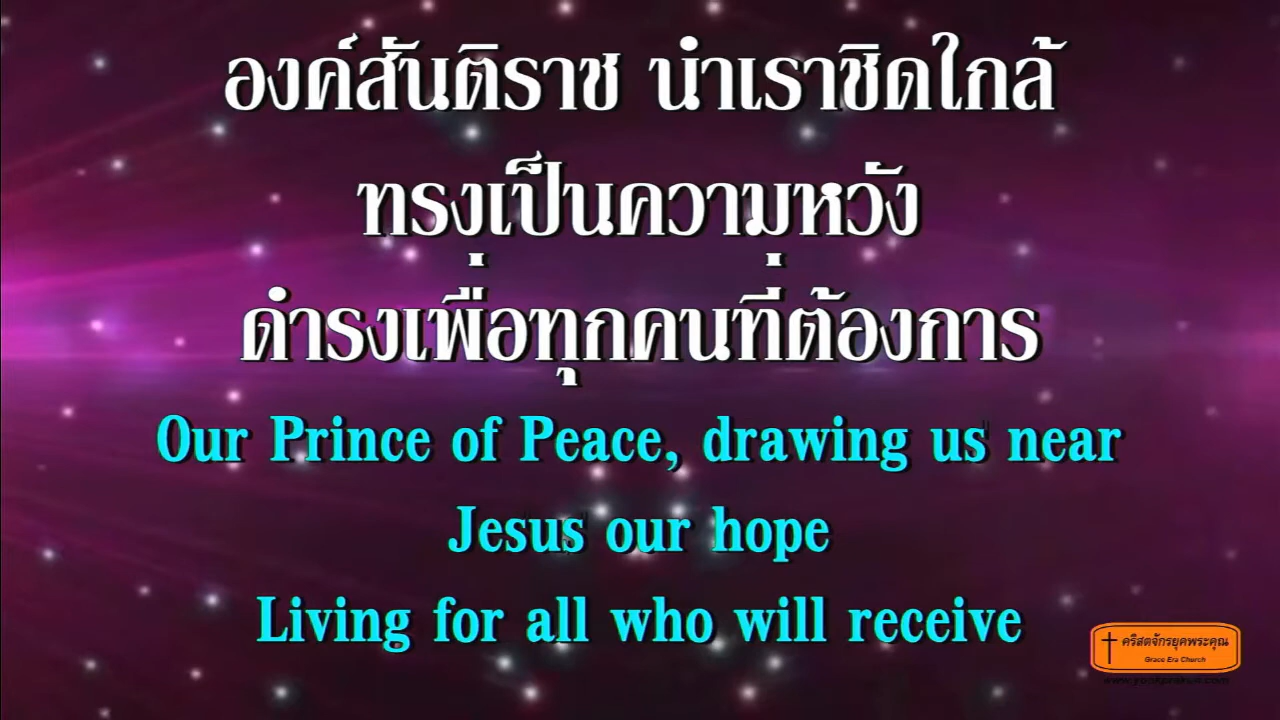 องค์สันติราช นำเราชิดใกล้
ทรงเป็นความหวัง
ดำรงเพื่อทุกคนที่ต้องการ
Our Prince of Peace, drawing us near
Jesus our hope
Living for all who will receive
คริสตจักรยุคพระคุณ
Grace Era Church